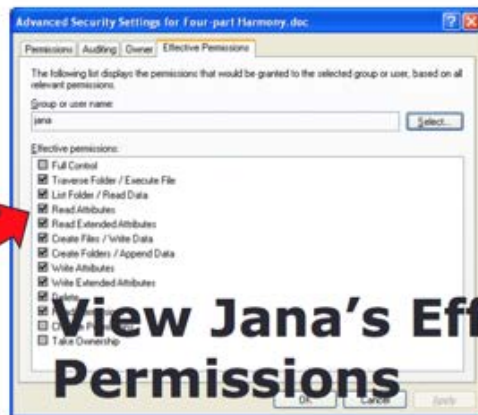 Advanced Security Settings for Four-part Harmony.doc
Permissions Auditing Owner Effective Permissions
The following list displays the permissions that would be granted to the selected group or user, based on all
relevant permissions.
Group or user name:
jana
Select...
Effective permissions:
Full Control
Traverse Folder / Execute File
List Folder / Read Data
Read Attributes
Read Extended Attributes
Create Files / Write Data
Create Folders / Append Data
Write Attributes
Write Extended Attributes
Take Ownership
View Jana's Eff
Permissions
OK Cancel Apply